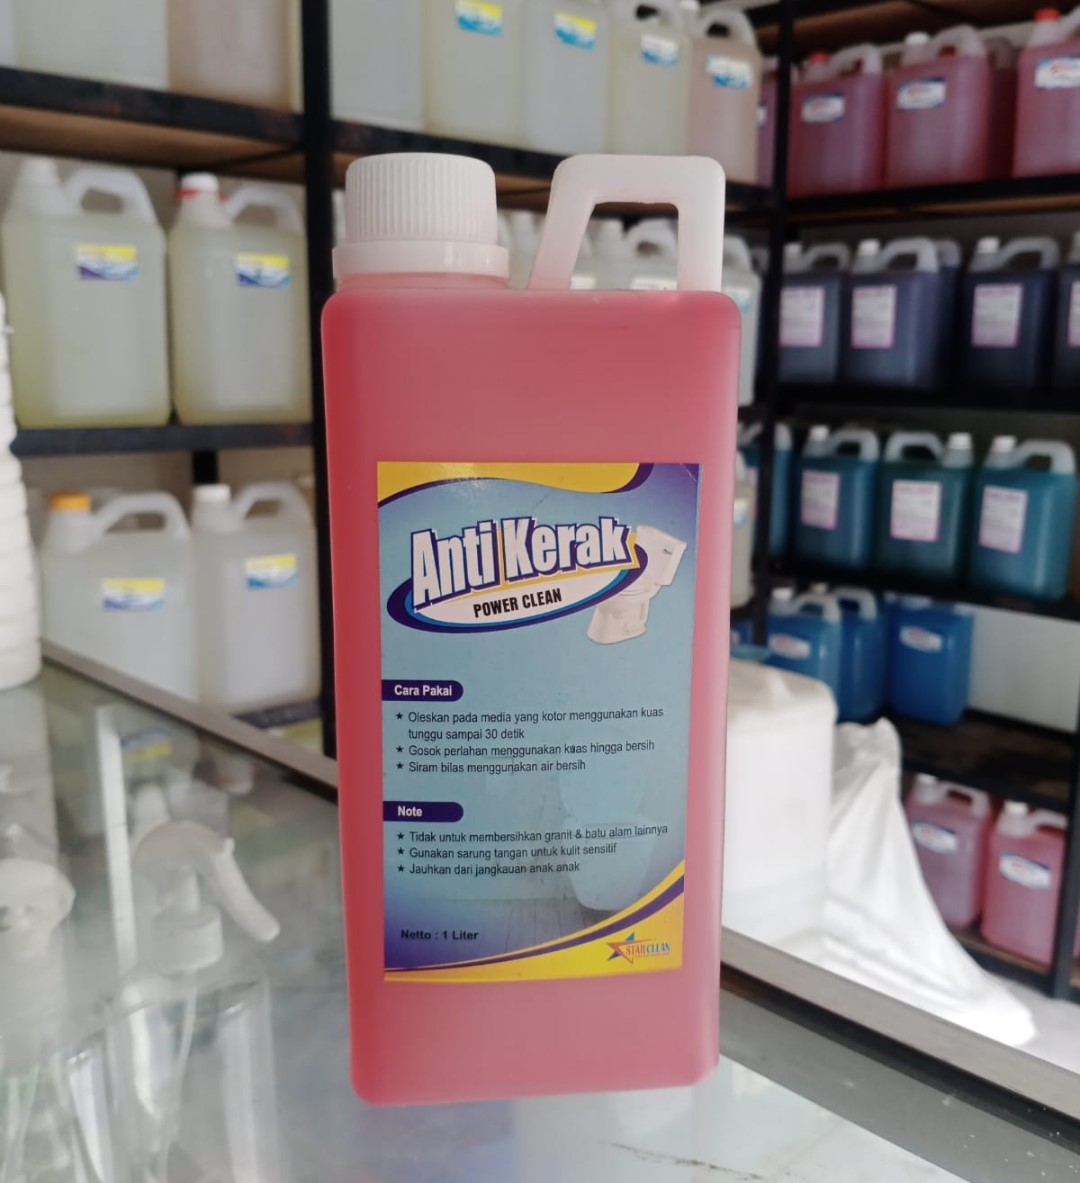 Anti Kerak
POWER CLEAN
Cara Pakai
★ Oleskan pada media yang kotor menggunakan kuas
tunggu sampai 30 detik
★ Gosok perlahan menggunakan kuas hingga bersih
★ Siram bilas menggunakan air bersih
Note
★ Tidak untuk membersihkan granit & batu alam lainnya
★ Gunakan sarung tangan untuk kulit sensitif
★ Jauhkan dari jangkauan anak anak
Netto : 1 Liter
STAR CLEAN